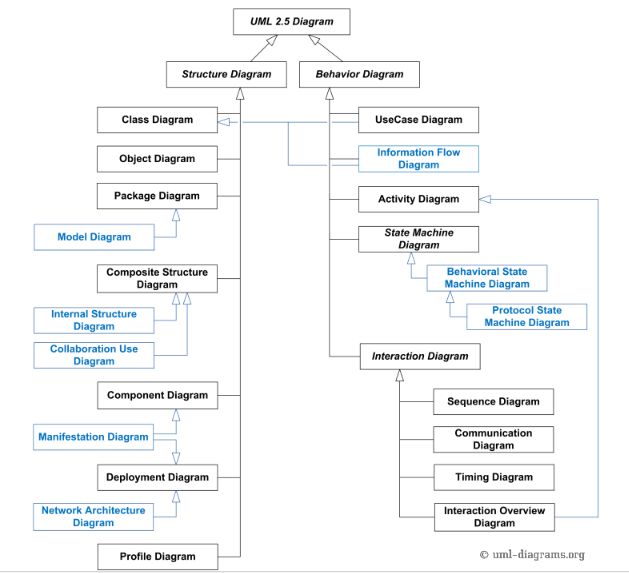 UML 2.5 Diagram
Structure Diagram
Behavior Diagram
Class Diagram
UseCase Diagram
Object Diagram
Information Flow
Diagram
Package Diagram
Activity Diagram
Model Diagram
State Machine
Diagram
Composite Structure
Diagram
Behavioral State
Machine Diagram
Internal Structure
Diagram
Protocol State
Machine Diagram
Collaboration Use
Diagram
Interaction Diagram
Component Diagram
Sequence Diagram
Manifestation Diagram
Communication
Diagram
Deployment Diagram
Timing Diagram
Network Architecture
Diagram
Interaction Overview
Diagram
Profile Diagram
© uml-diagrams.org